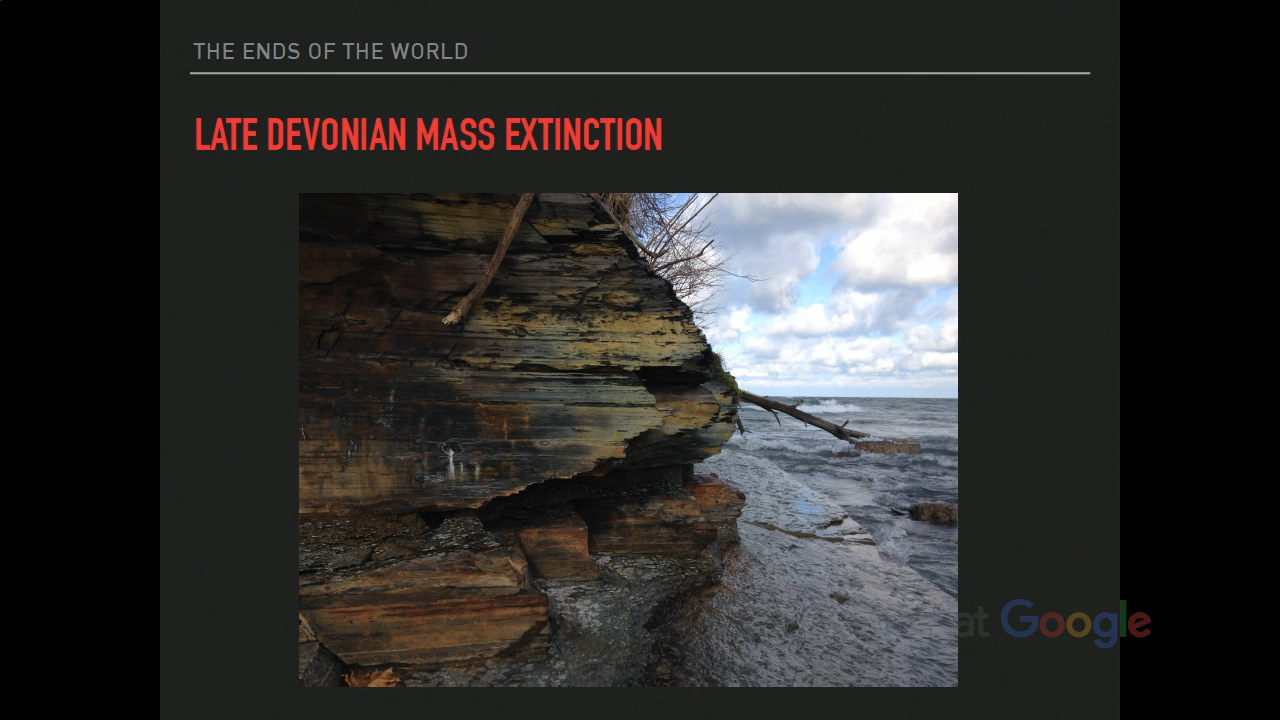 THE ENDS OF THE WORLD
LATE DEVONIAN MASS EXTINCTION
at Google